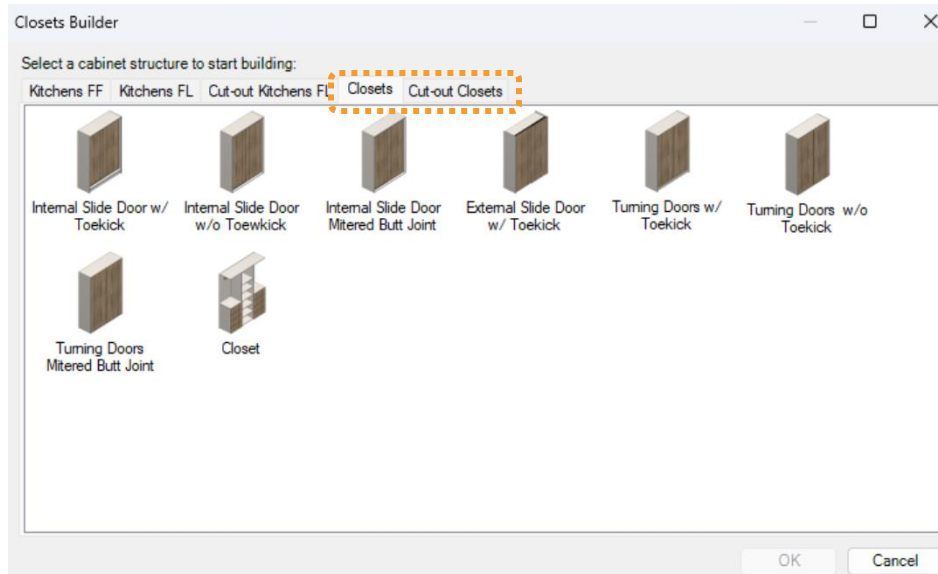 Closets Builder
Select a cabinet structure to start building:
Kitchens FF Kitchens FL Cut-out Kitchens FL Closets Cut-out Closets
Internal Slide Door w/ Internal Slide Door Internal Slide Door External Slide Door Turning Doors w/ Turning Doors w/o
Toekick w/o Toewkick Mitered Butt Joint w/ Toekick Toekick Toekick
Turning Doors Closet
Mitered Butt Joint
OK Cancel